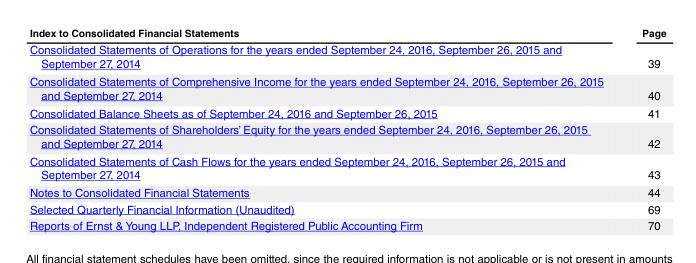 Index to Consolidated Financial Statements Page
Consolidated Statements of Operations for the years ended September 24, 2016, September 26, 2015 and
September 27, 2014 39
Consolidated Statements of Comprehensive Income for the years ended September 24, 2016, September 26, 2015
and September 27, 2014 40
Consolidated Balance Sheets as of September 24, 2016 and September 26, 2015 41
Consolidated Statements of Shareholders' Equity for the years ended September 24, 2016, September 26, 2015
and September 27, 2014 42
Consolidated Statements of Cash Flows for the years ended September 24, 2016, September 26, 2015 and
September 27, 2014 43
Notes to Consolidated Financial Statements 44
Selected Quarterly Financial Information (Unaudited) 69
Reports of Ernst & Young LLP, Independent Registered Public Accounting Firm 70
All financial statement schedules have been omitted, since the required information is not applicable or is not present in amounts